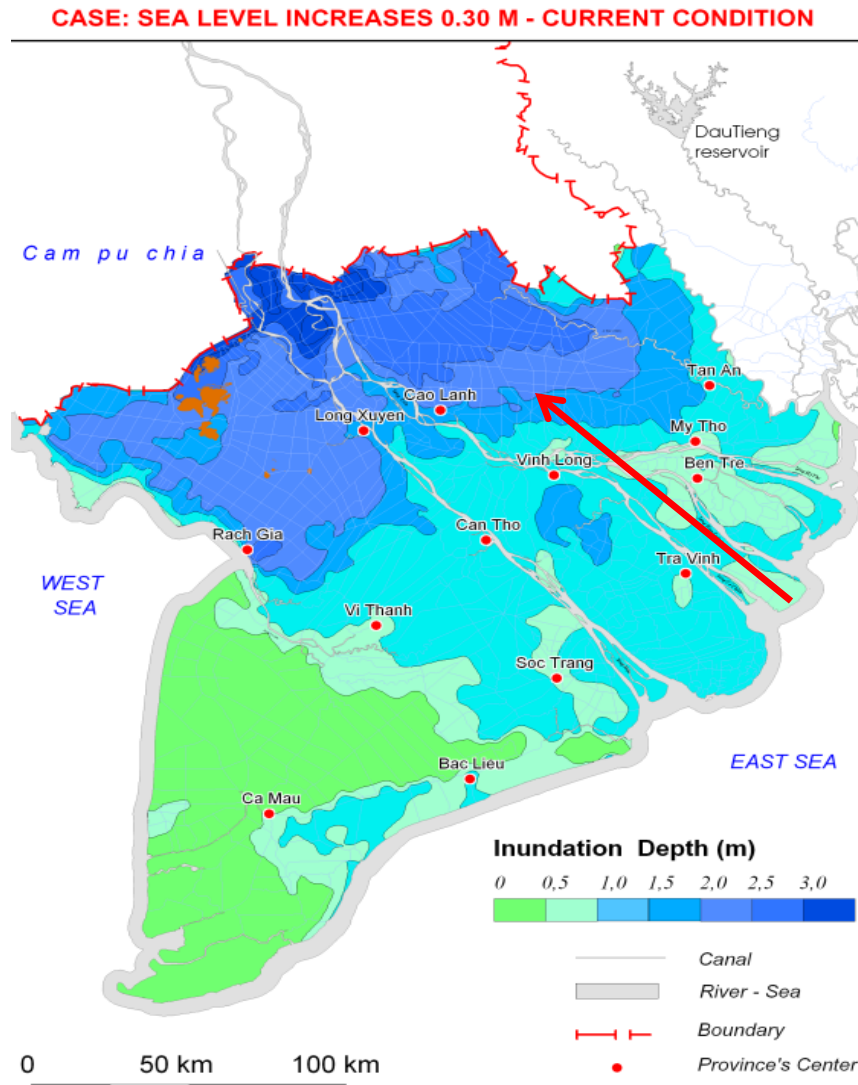 CASE: SEA LEVEL INCREASES 0.30 M - CURRENT CONDITION
DauTieng
reservoir
Cam pu chia
Tan An
Cao Lanh
Long Xuyen
My Tho
Ben Tre
Vinh Long
Can Tho
Rach Gia
Tra Vinh
WEST
SEA
Vi Thanh
Soc Trang
EAST SEA
Bac Lieu
Ca Mau
Inundation Depth (m)
0 0,5 1,0 1,5 2,0 2,5 3,0
Canal
River - Sea
Boundary
Province's Center
0 50 km 100 km